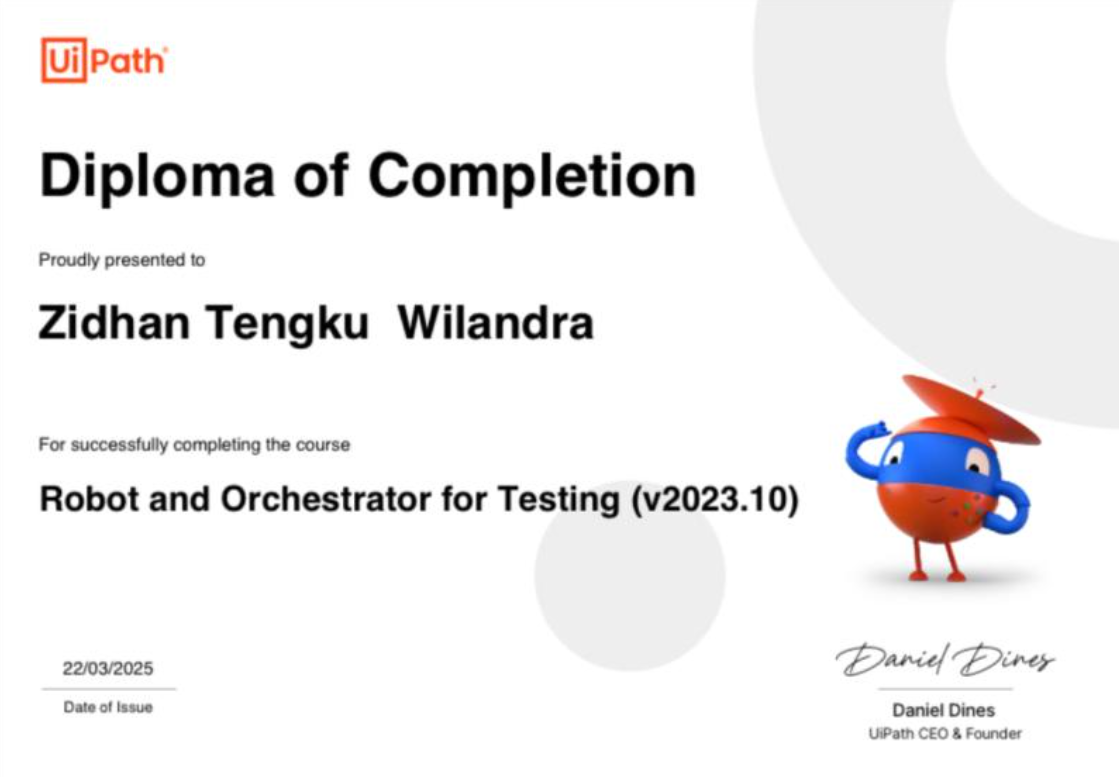 UiPath®
Diploma of Completion
Proudly presented to
Zidhan Tengku  Wilandra
For successfully completing the course
Robot and Orchestrator for Testing (v2023.10)
22/03/2025
Date of Issue
Daniel Dines
Daniel Dines
UiPath CEO & Founder